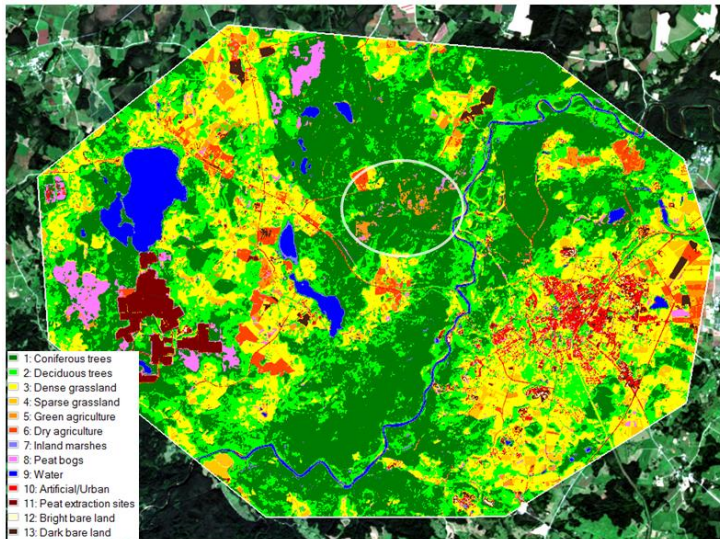 1: Coniferous trees
2: Deciduous trees
3: Dense grassland
4: Sparse grassland
5: Green agriculture
6: Dry agriculture
7: Inland marshes
8: Peat bogs
9: Water
10: Artificial/Urban
11: Peat extraction sites
12: Bright bare land
13: Dark bare land